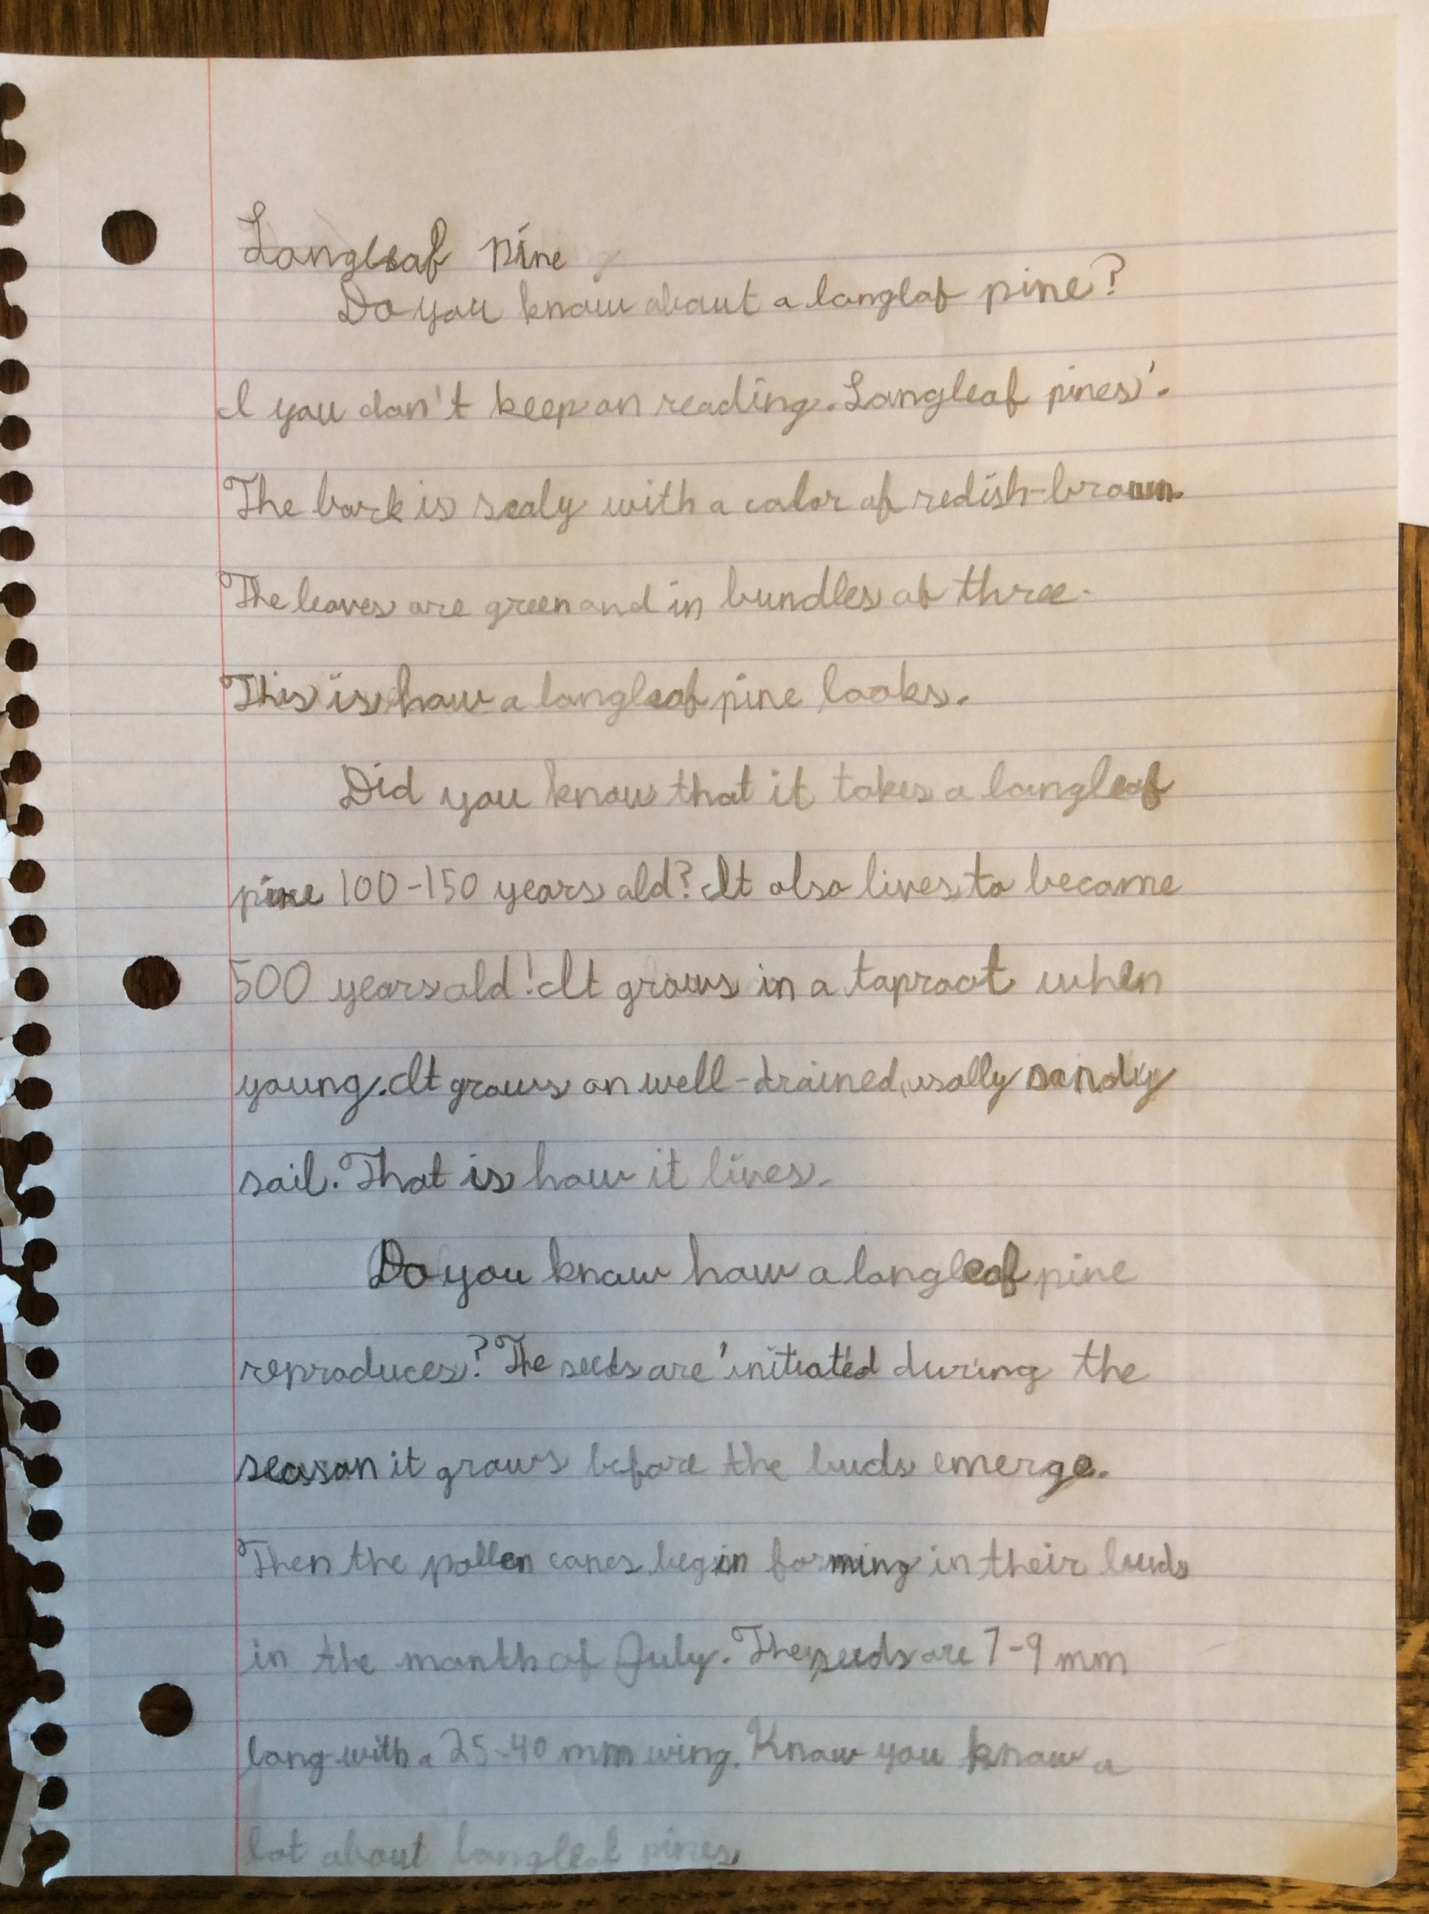 Longleaf pine
Do you know about a longlaf pine?
I you don't keep on reading. Longleaf pines'.
The bark is scaly with a color of redish-brown.
The leaves are green and in bundles of three.
This is how a longleaf pine looks.
Did you know that it takes a longleaf
pine 100-150 years old? It also lives to become
500 years old! It grows in a taproot when
young. It grows on well-drained, usally sandy
soil. That is how it lives.
Do you know how a longleaf pine
reproduces? The seeds are initiated during the
season it grows before the buds emerge.
Then the pollen cones begin forming in their buds
in the month of July. The seeds are 7-9 mm
long with a 25-40 mm wing. Know you know a
lot about longleaf pines